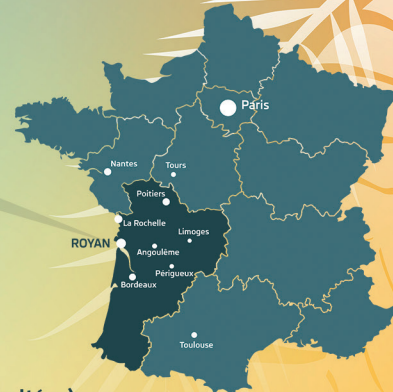 Paris
Nantes
Tours
Poitiers
La Rochelle
Limoges
ROYAN
Angoulême
Périgueux
Bordeaux
Toulouse